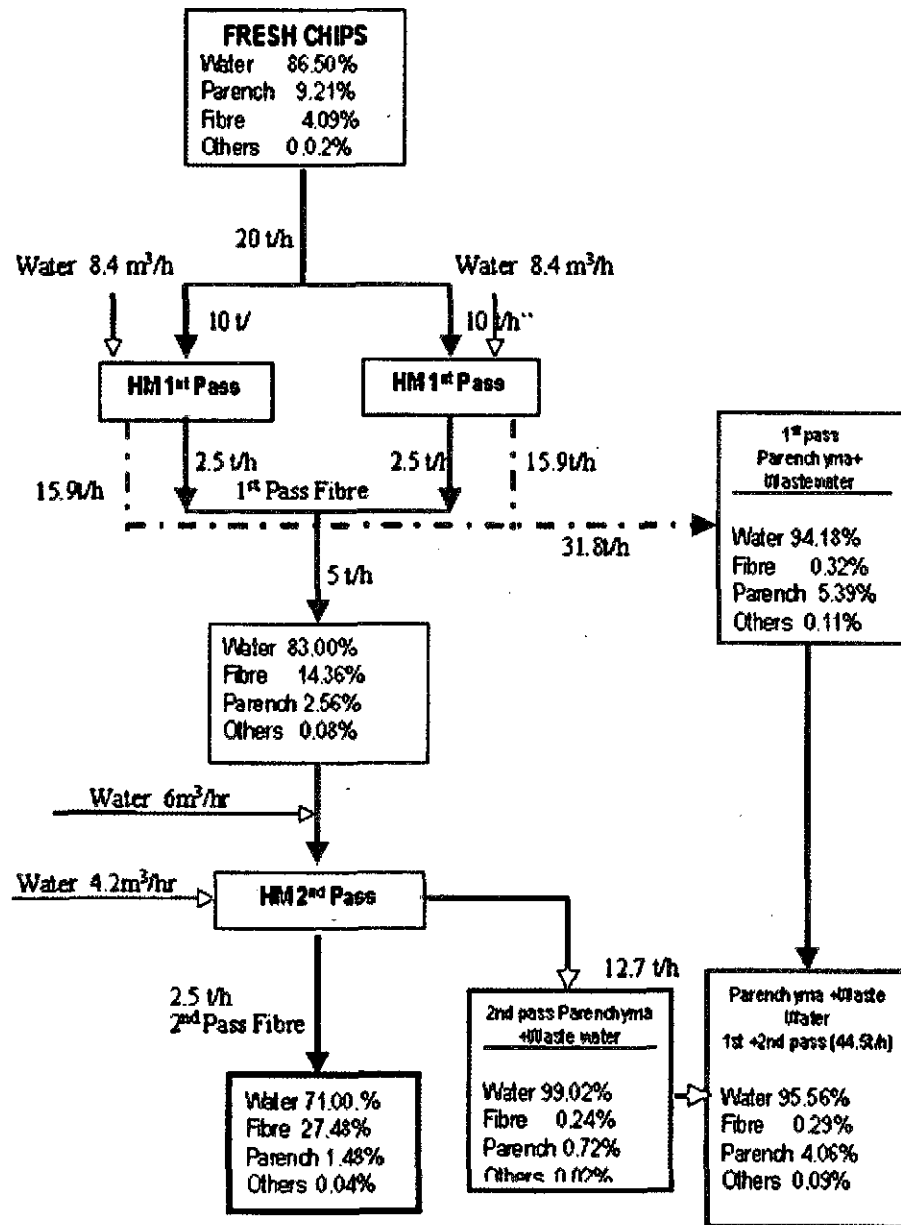 FRESH CHIPS
Water 86.50%
Parench 9.21%
Fibre 4.09%
Others 0.0.2%
20 t/h
Water 8.4 m³/h
Water 8.4 m³/h
10 t/
10 t/h``
HM 1ˢᵗ Pass
HM 1ˢᵗ Pass
15.9t/h
2.5 t/h
2.5 t/h
15.9t/h
1ˢᵗ Pass Fibre
31.8t/h
5 t/h
1ˢᵗ pass
Parenchyma+
Wastewater
Water 94.18%
Fibre 0.32%
Parench 5.39%
Others 0.11%
Water 83.00%
Fibre 14.36%
Parench 2.56%
Others 0.08%
Water 6m³/hr
Water 4.2m³/hr
HM 2ⁿᵈ Pass
2.5 t/h
2ⁿᵈ Pass Fibre
12.7 t/h
Water 71.00.%
Fibre 27.48%
Parench 1.48%
Others 0.04%
2nd pass Parenchyma
+Waste water
Water 99.02%
Fibre 0.24%
Parench 0.72%
Others 0.02%
Parenchyma +Waste
Water
1st +2nd pass (44.5t/h)
Water 95.56%
Fibre 0.29%
Parench 4.06%
Others 0.09%